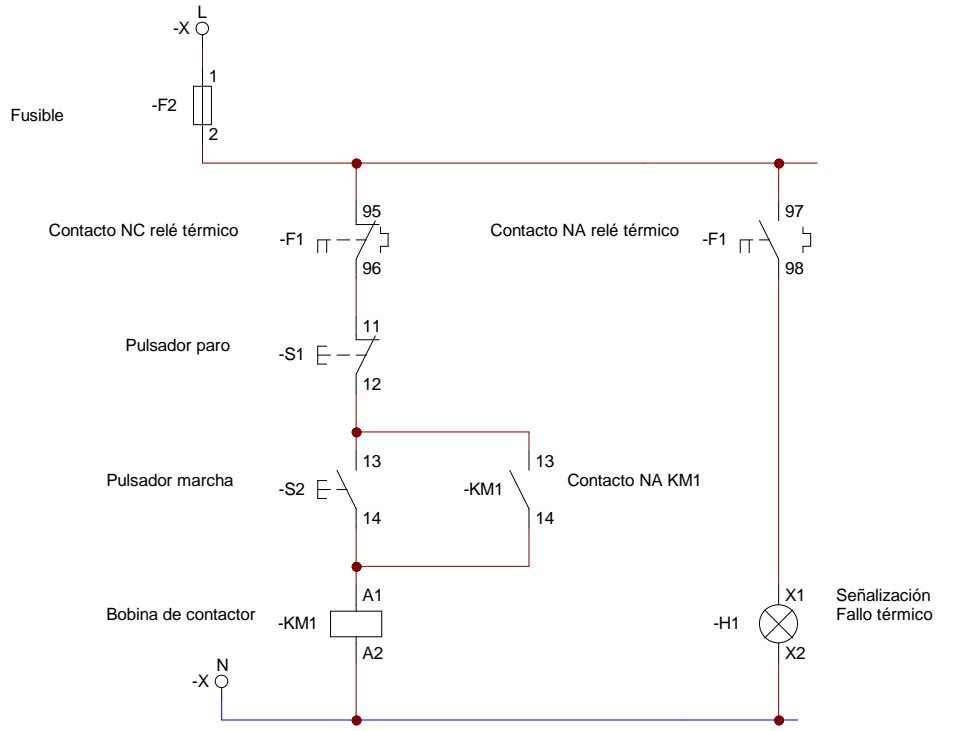 L
-X
1
-F2
Fusible
2
95
97
Contacto NC relé térmico
-F1
Contacto NA relé térmico
-F1
96
98
11
Pulsador paro
-S1
12
13
13
Pulsador marcha
-S2
-KM1
Contacto NA KM1
14
14
A1
X1
Señalización
Fallo térmico
Bobina de contactor
-KM1
-H1
A2
X2
N
-X